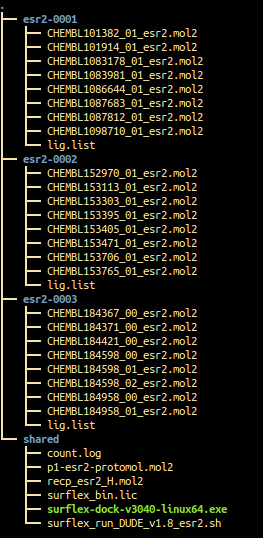 .
├── esr2-0001
│   ├── CHEMBL101382_01_esr2.mol2
│   ├── CHEMBL101914_01_esr2.mol2
│   ├── CHEMBL1083178_01_esr2.mol2
│   ├── CHEMBL1083981_01_esr2.mol2
│   ├── CHEMBL1086644_01_esr2.mol2
│   ├── CHEMBL1087683_01_esr2.mol2
│   ├── CHEMBL1087812_01_esr2.mol2
│   ├── CHEMBL1098710_01_esr2.mol2
│   └── lig.list
├── esr2-0002
│   ├── CHEMBL152970_01_esr2.mol2
│   ├── CHEMBL153113_01_esr2.mol2
│   ├── CHEMBL153303_01_esr2.mol2
│   ├── CHEMBL153395_01_esr2.mol2
│   ├── CHEMBL153405_01_esr2.mol2
│   ├── CHEMBL153471_01_esr2.mol2
│   ├── CHEMBL153706_01_esr2.mol2
│   ├── CHEMBL153765_01_esr2.mol2
│   └── lig.list
├── esr2-0003
│   ├── CHEMBL184367_00_esr2.mol2
│   ├── CHEMBL184371_00_esr2.mol2
│   ├── CHEMBL184421_00_esr2.mol2
│   ├── CHEMBL184598_00_esr2.mol2
│   ├── CHEMBL184598_01_esr2.mol2
│   ├── CHEMBL184598_02_esr2.mol2
│   ├── CHEMBL184958_00_esr2.mol2
│   ├── CHEMBL184958_01_esr2.mol2
│   └── lig.list
└── shared
    ├── count.log
    ├── p1-esr2-protomol.mol2
    ├── recp_esr2_H.mol2
    ├── surflex_bin.lic
    ├── surflex-dock-v3040-linux64.exe
    └── surflex_run_DUDE_v1.8_esr2.sh